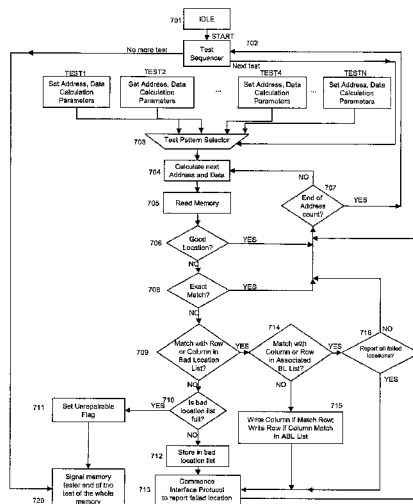 701
IDLE
START
702
No more test
Test
Sequencer
Next test
TEST1
TEST2
TEST4
TESTN
Set Address, Data
Calculation
Parameters
Set Address, Data
Calculation
Parameters
...
Set Address, Data
Calculation
Parameters
...
Set Address, Data
Calculation
Parameters
703
Test Pattern Selector
704
Calculate next
Address and Data
NO
707
705
Read Memory
End of
Address
count?
YES
706
Good
Location?
YES
NO
708
Exact
Match?
YES
NO
714
716
NO
709
Match with Row
or Column in
Bad Location
List?
YES
Match with
Column or Row
in Associated
BL List?
YES
Report all failed
locations?
NO
NO
YES
711
Set Unrepairable
Flag
YES
710
Is bad
location list
full?
Write Column if Match Row;
Write Row if Column Match
in ABL List
715
NO
712
Store in bad
location list
720
Signal memory
tester end of the
test of the whole
memory
713
Commence
Interface Protocol
to report failed location